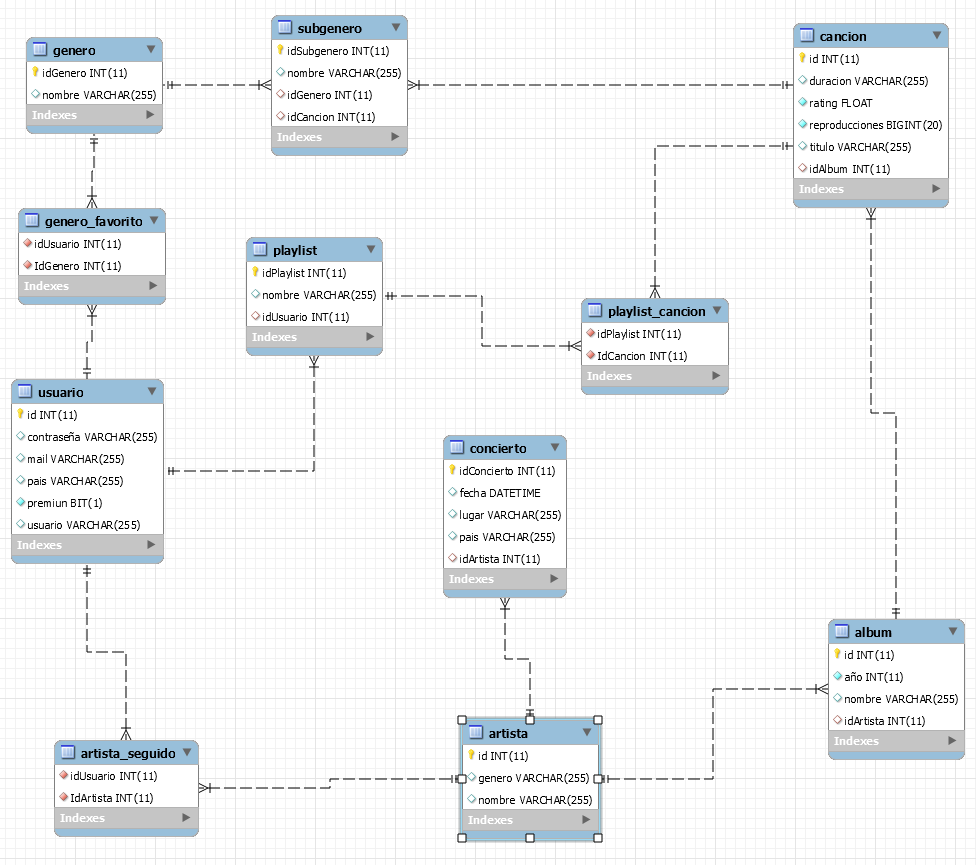 genero
idGenero INT(11)
nombre VARCHAR(255)
Indexes
subgenero
idSubgenero INT(11)
nombre VARCHAR(255)
idGenero INT(11)
idCancion INT(11)
Indexes
cancion
id INT(11)
duracion VARCHAR(255)
rating FLOAT
reproducciones BIGINT(20)
titulo VARCHAR(255)
idAlbum INT(11)
Indexes
genero_favorito
idUsuario INT(11)
IdGenero INT(11)
Indexes
playlist
idPlaylist INT(11)
nombre VARCHAR(255)
idUsuario INT(11)
Indexes
playlist_cancion
idPlaylist INT(11)
IdCancion INT(11)
Indexes
usuario
id INT(11)
contraseña VARCHAR(255)
mail VARCHAR(255)
pais VARCHAR(255)
premiun BIT(1)
usuario VARCHAR(255)
Indexes
concierto
idConcierto INT(11)
fecha DATETIME
lugar VARCHAR(255)
pais VARCHAR(255)
idArtista INT(11)
Indexes
album
id INT(11)
año INT(11)
nombre VARCHAR(255)
idArtista INT(11)
Indexes
artista_seguido
idUsuario INT(11)
IdArtista INT(11)
Indexes
artista
id INT(11)
genero VARCHAR(255)
nombre VARCHAR(255)
Indexes